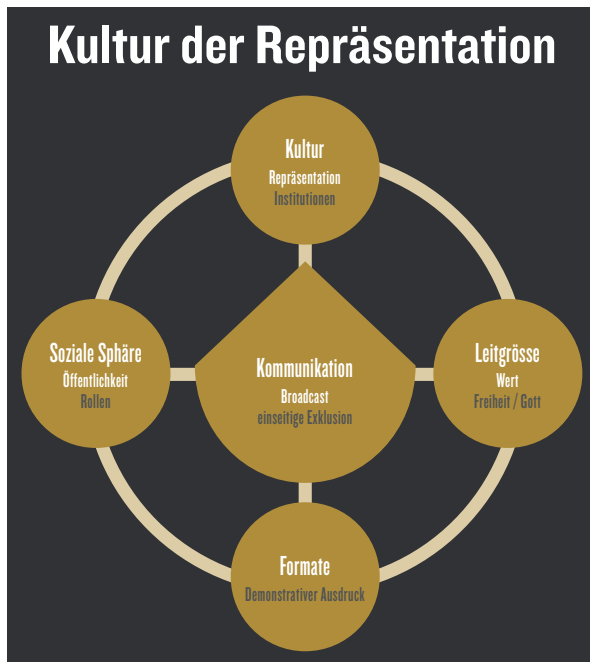 Kultur der Repräsentation
Kultur
Repräsentation
Institutionen
Soziale Sphäre
Öffentlichkeit
Rollen
Kommunikation
Broadcast
einseitige Exklusion
Leitgrösse
Wert
Freiheit / Gott
Formate
Demonstrativer Ausdruck